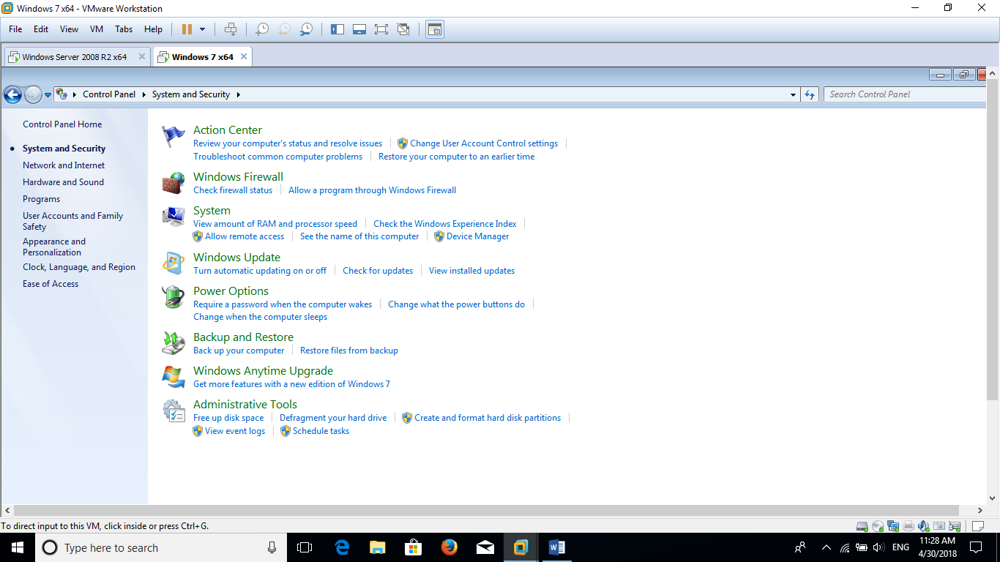 Windows 7 x64 - VMware Workstation
File Edit View VM Tabs Help
Windows Server 2008 R2 x64 Windows 7 x64
Control Panel System and Security Search Control Panel
Control Panel Home
System and Security
Network and Internet
Hardware and Sound
Programs
User Accounts and Family
Safety
Appearance and
Personalization
Clock, Language, and Region
Ease of Access
Action Center
Review your computer's status and resolve issues Change User Account Control settings
Troubleshoot common computer problems Restore your computer to an earlier time
Windows Firewall
Check firewall status Allow a program through Windows Firewall
System
View amount of RAM and processor speed Check the Windows Experience Index
Allow remote access See the name of this computer Device Manager
Windows Update
Turn automatic updating on or off Check for updates View installed updates
Power Options
Require a password when the computer wakes Change what the power buttons do
Change when the computer sleeps
Backup and Restore
Back up your computer Restore files from backup
Windows Anytime Upgrade
Get more features with a new edition of Windows 7
Administrative Tools
Free up disk space Defragment your hard drive Create and format hard disk partitions
View event logs Schedule tasks
To direct input to this VM, click inside or press Ctrl+G.
Type here to search
ENG
11:28 AM
4/30/2018